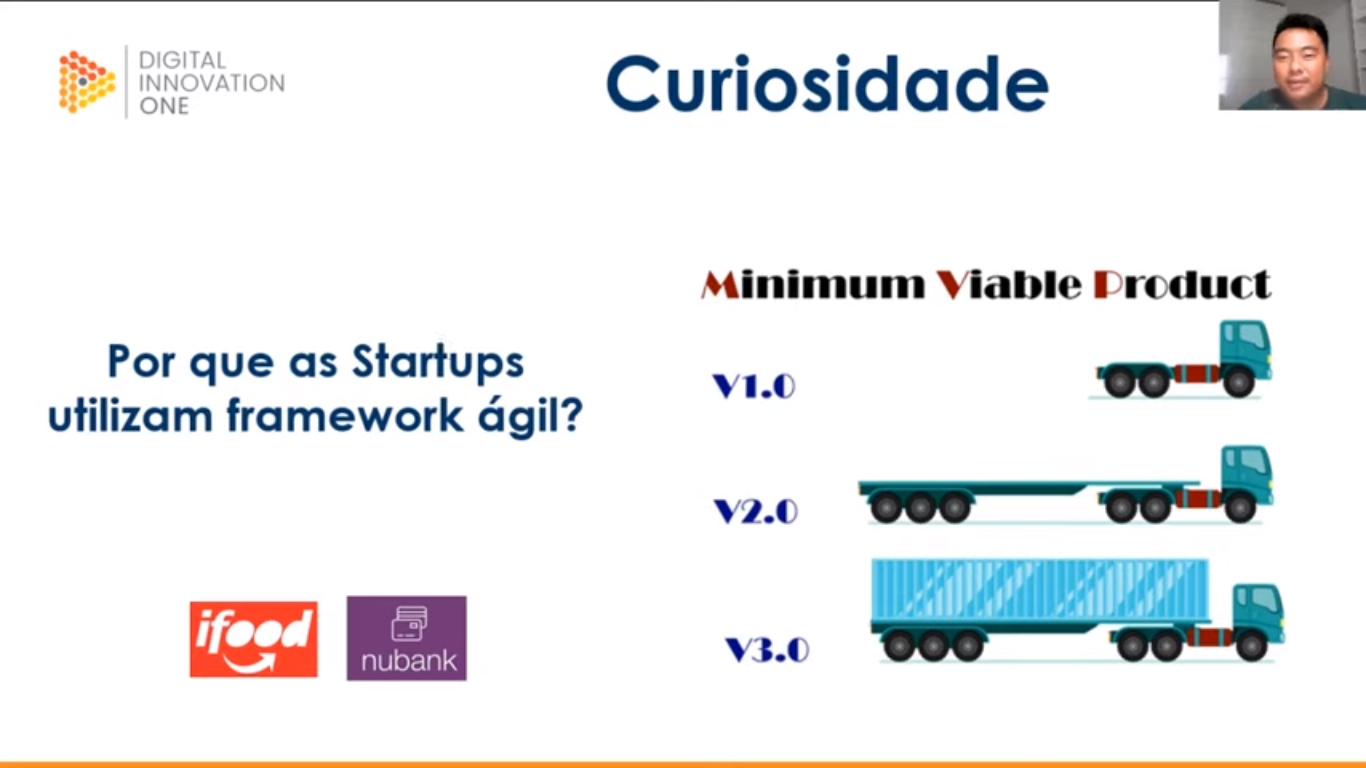 DIGITAL
INNOVATION
ONE
Curiosidade
Por que as Startups
utilizam framework ágil?
ifood
nubank
Minimum Viable Product
V1.0
V2.0
V3.0